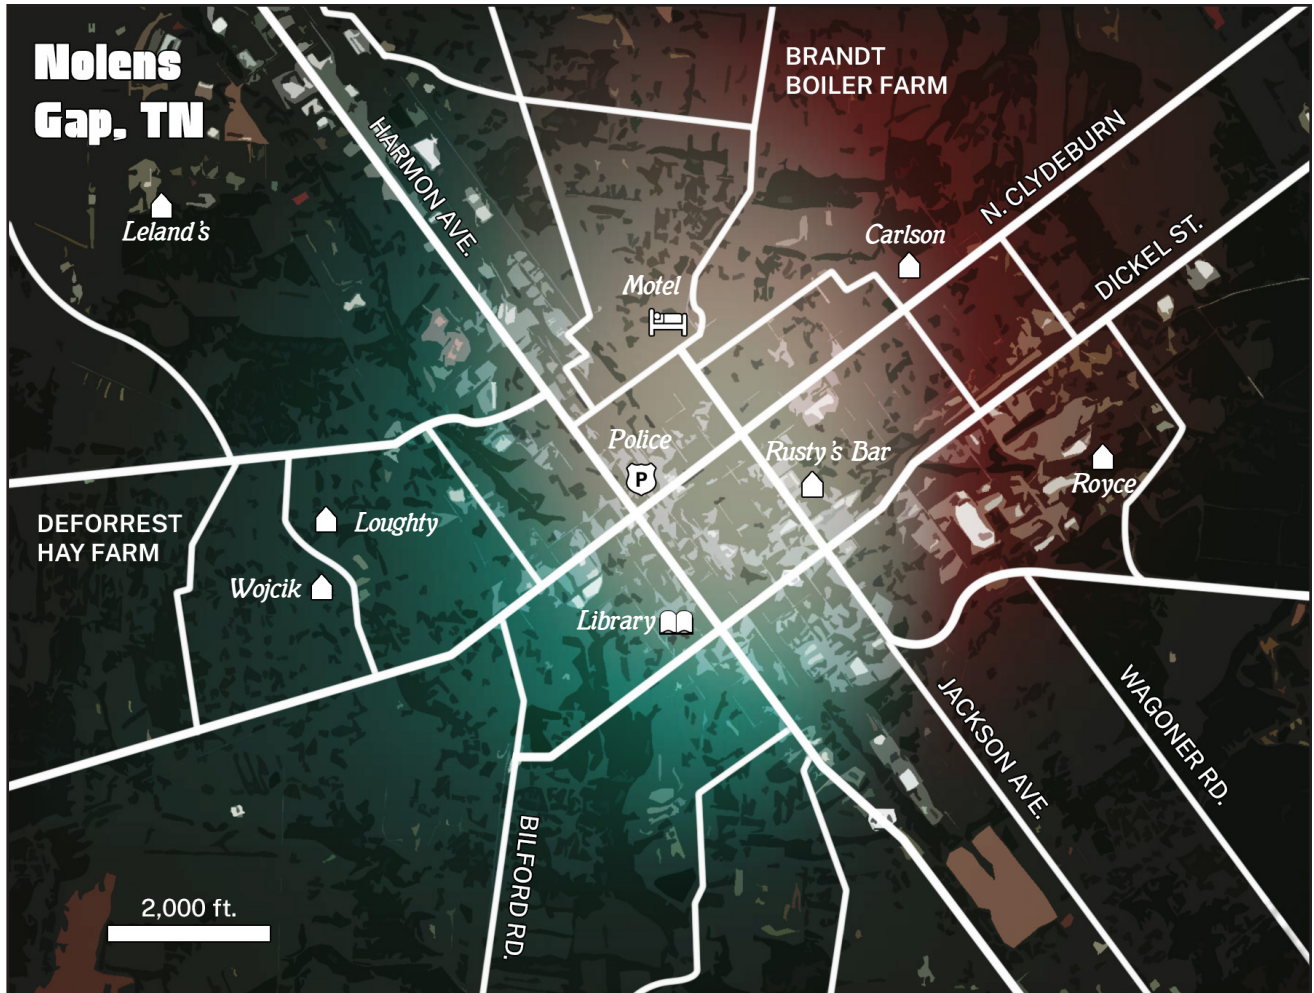 Nolens
Gap, TN
BRANDT
BOILER FARM
HARMON AVE.
N. CLYDEBURN
Leland's
Carlson
DICKEL ST.
Motel
Police
P
Rusty's Bar
Royce
DEFORREST
HAY FARM
Loughty
Wojcik
Library
JACKSON AVE.
WAGONER RD.
BILFORD RD.
2,000 ft.